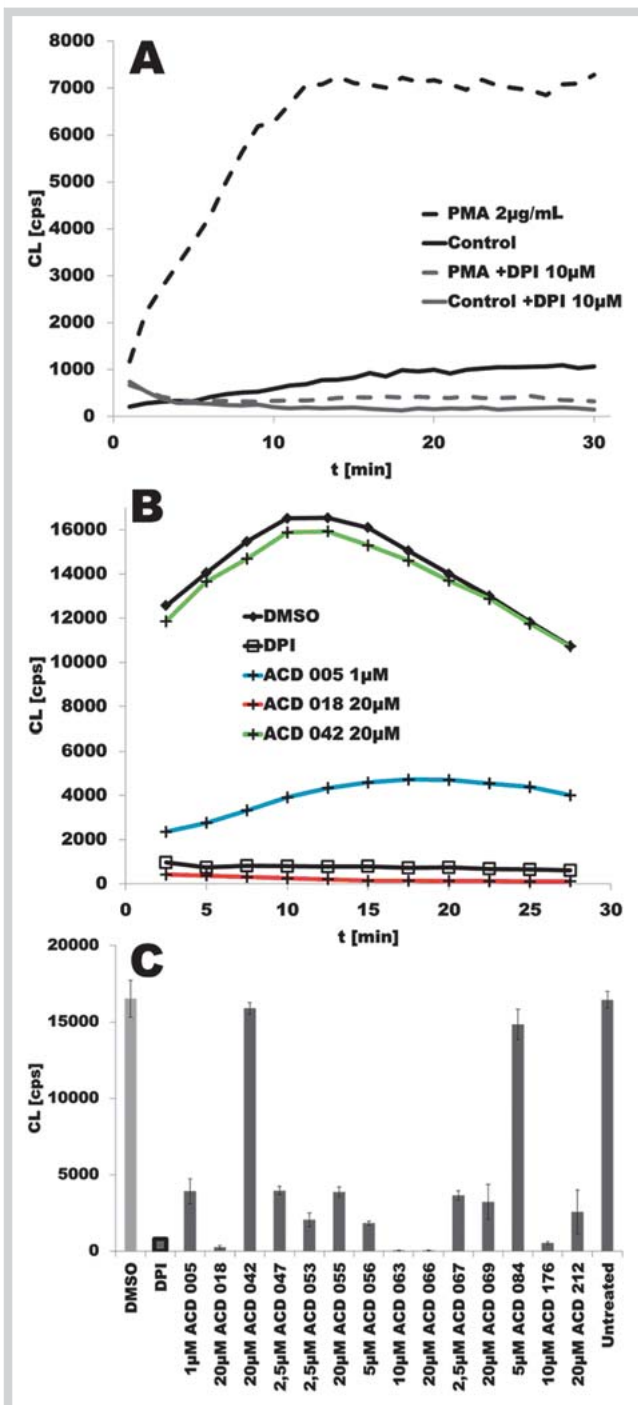 A
8000
7000
6000
5000
4000
3000
2000
1000
0
CL [cps]
PMA 2µg/mL
Control
PMA +DPI 10µM
Control +DPI 10µM
0 10 20 30
t [min]
B
16000
14000
12000
10000
8000
6000
4000
2000
0
CL [cps]
DMSO
DPI
ACD 005 1µM
ACD 018 20µM
ACD 042 20µM
0 5 10 15 20 25 30
t [min]
C
20000
15000
10000
5000
0
CL [cps]
DMSO
DPI
1µM ACD 005
20µM ACD 018
20µM ACD 042
2,5µM ACD 047
2,5µM ACD 053
20µM ACD 055
5µM ACD 056
10µM ACD 063
20µM ACD 066
2,5µM ACD 067
20µM ACD 069
5µM ACD 084
10µM ACD 176
20µM ACD 212
Untreated